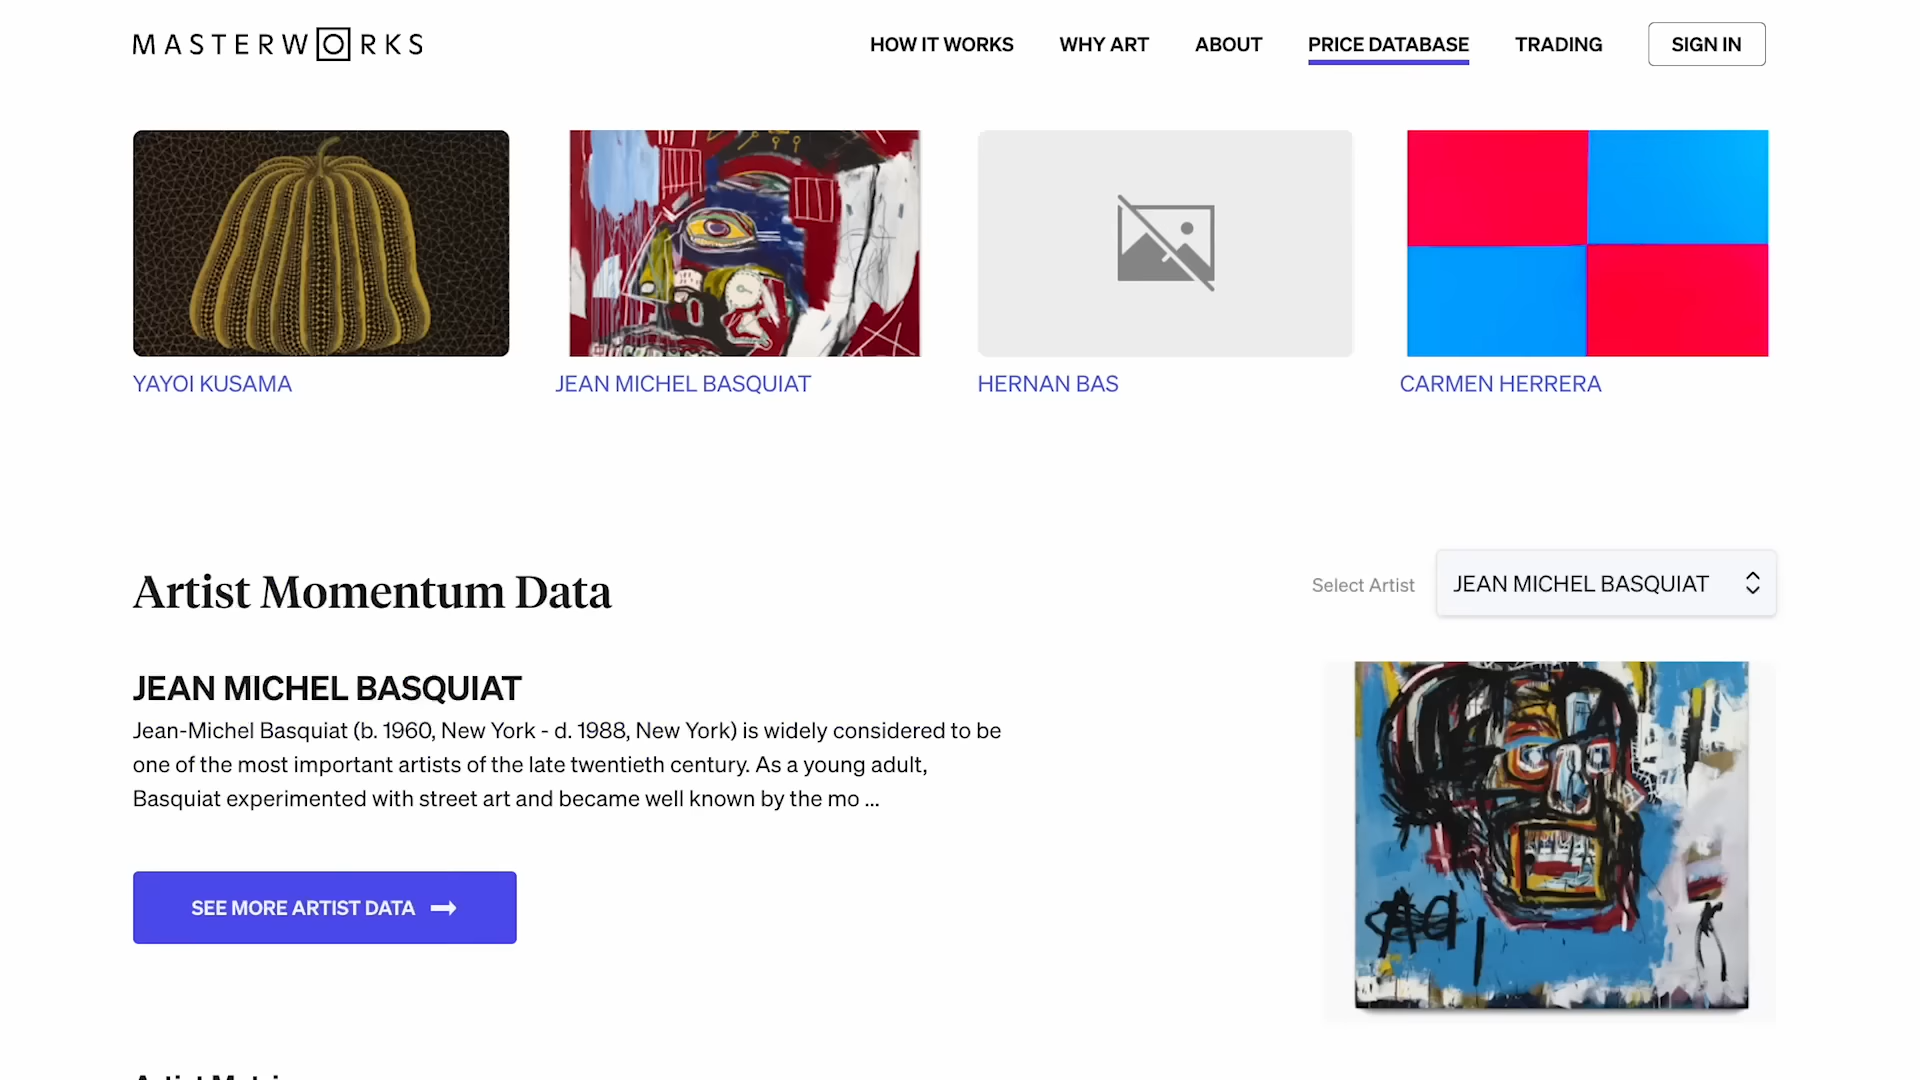 MASTERWORKS
HOW IT WORKS
WHY ART
ABOUT
PRICE DATABASE
TRADING
SIGN IN
YAYOI KUSAMA
JEAN MICHEL BASQUIAT
HERNAN BAS
CARMEN HERRERA
Artist Momentum Data
Select Artist
JEAN MICHEL BASQUIAT
JEAN MICHEL BASQUIAT
Jean-Michel Basquiat (b. 1960, New York - d. 1988, New York) is widely considered to be
one of the most important artists of the late twentieth century. As a young adult,
Basquiat experimented with street art and became well known by the mo ...
SEE MORE ARTIST DATA